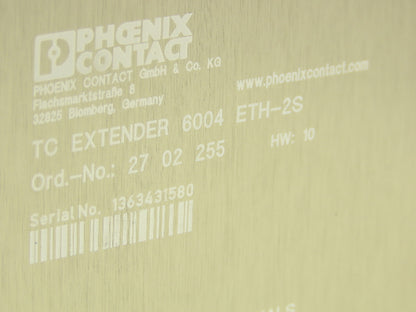 PHOENIX
CONTACT
PHOENIX CONTACT GmbH & Co. KG
Flachsmarktstraße 8
32825 Blomberg, Germany
www.phoenixcontact.com
TC EXTENDER 6004 ETH-2S
Ord.-No.: 27 02 255
HW: 10
Serial No. 1363431580